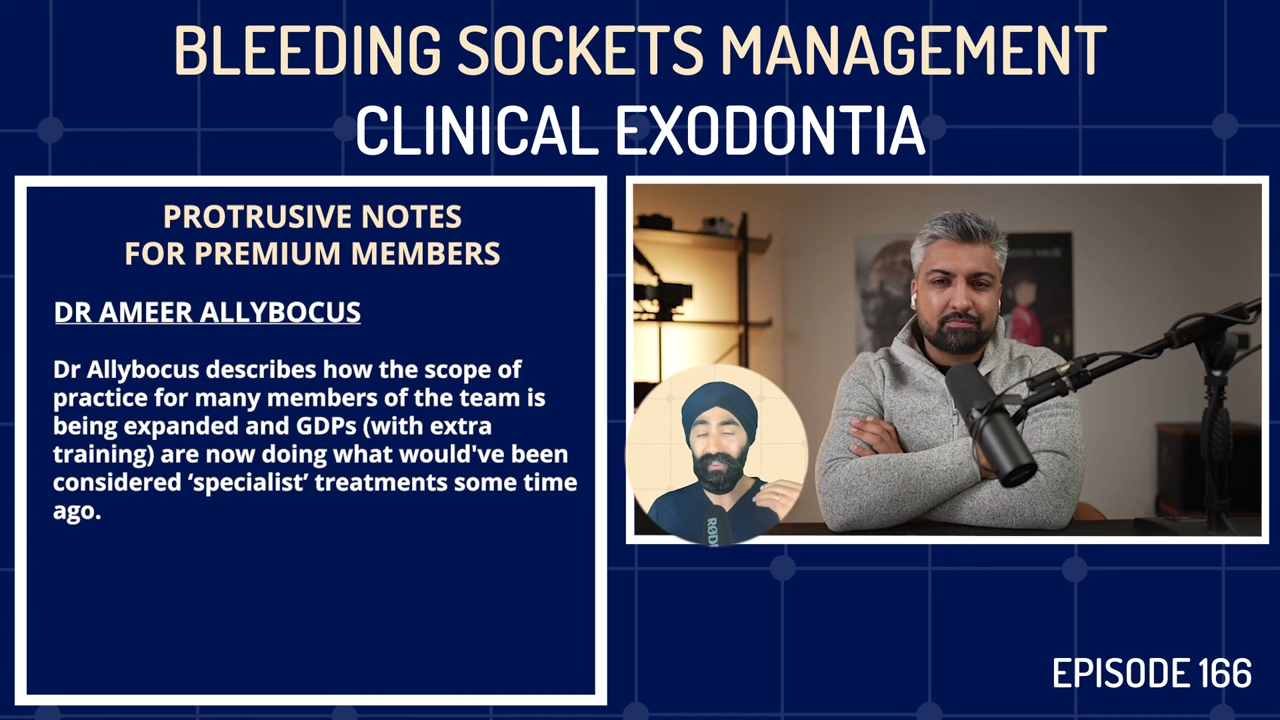 BLEEDING SOCKETS MANAGEMENT
CLINICAL EXODONTIA
PROTRUSIVE NOTES
FOR PREMIUM MEMBERS
DR AMEER ALLYBOCUS
Dr Allybocus describes how the scope of
practice for many members of the team is
being expanded and GDPs (with extra
training) are now doing what would've been
considered ‘specialist’ treatments some time
ago.
RØDE
EPISODE 166